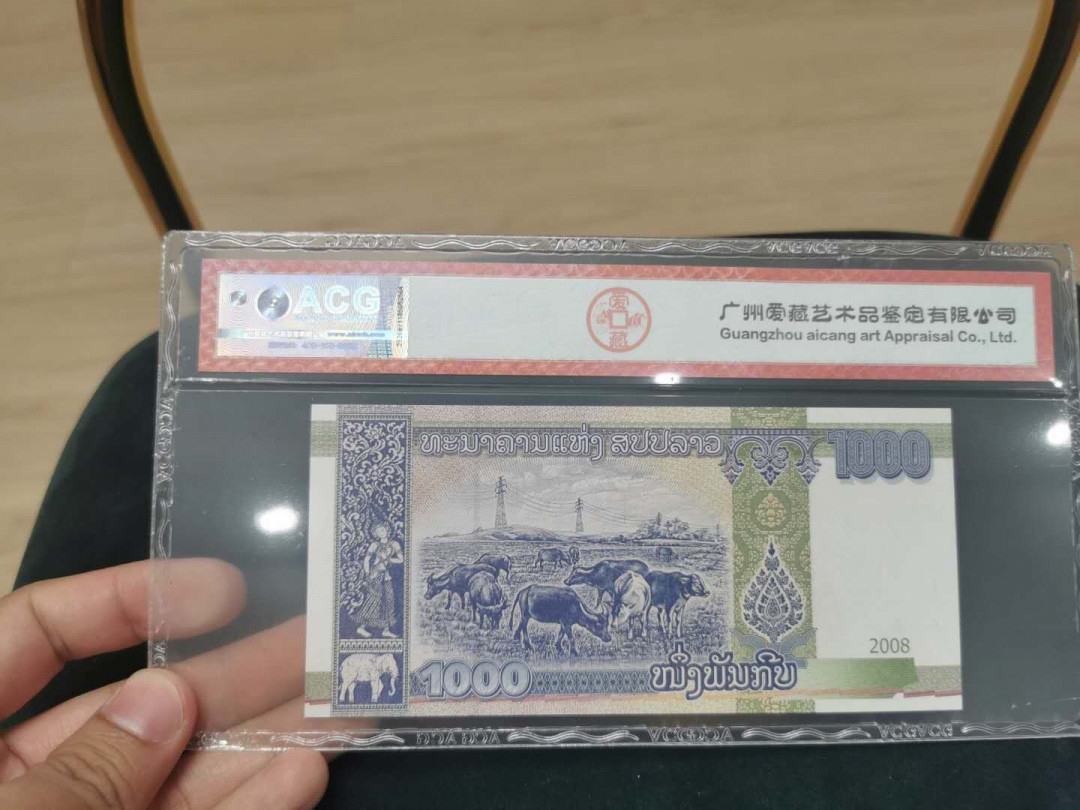 ACG
爱藏
广州爱藏艺术品鉴定有限公司
Guangzhou aicang art Appraisal Co., Ltd.
ທະນາຄານແຫ່ງ ສປປລາວ
1000
2008
1000
ໜຶ່ງພັນກີບ